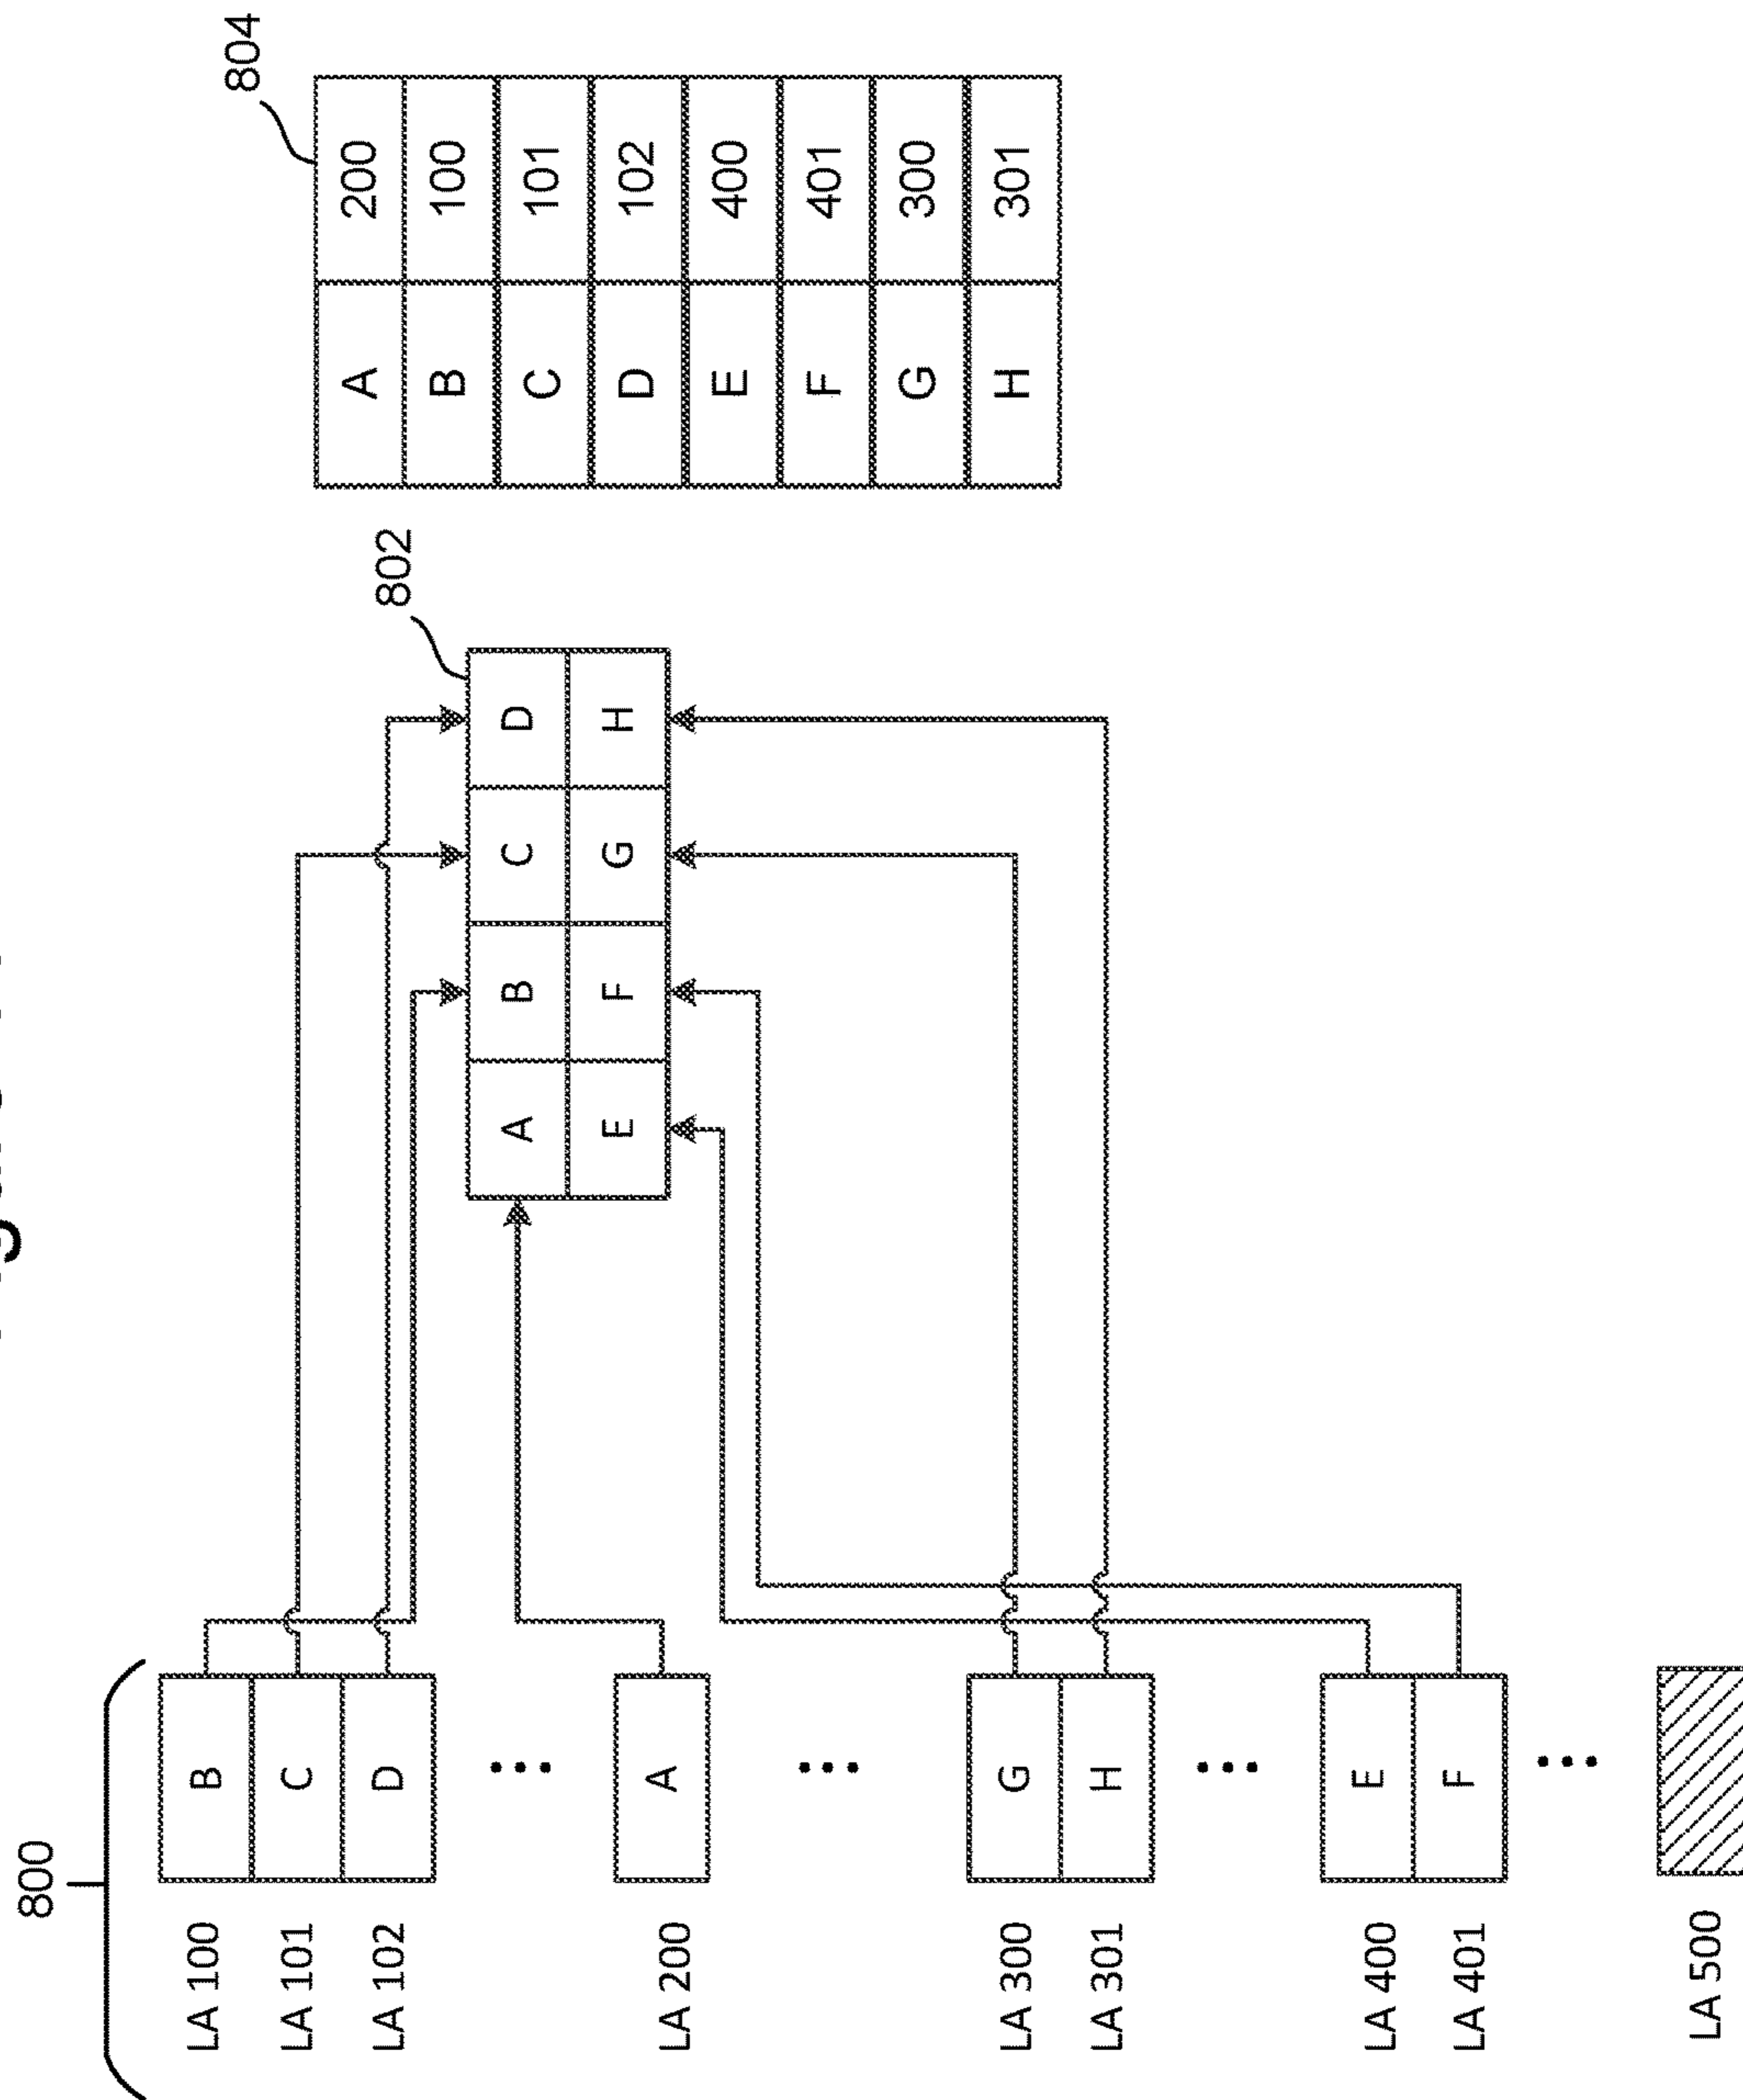 800
LA 100 B
LA 101 C
LA 102 D
LA 200 A
LA 300 G
LA 301 H
LA 400 E
LA 401 F
LA 500
802
A B C D
E F G H
804
A 200
B 100
C 101
D 102
E 400
F 401
G 300
H 301